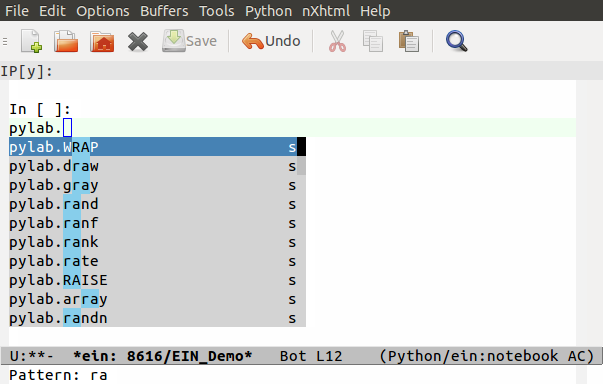 File Edit Options Buffers Tools Python nXhtml Help
Save Undo
IP[y]:
In [ ]:
pylab.
pylab.WRAP s
pylab.draw s
pylab.gray s
pylab.rand s
pylab.ranf s
pylab.rank s
pylab.rate s
pylab.RAISE s
pylab.array s
pylab.randn s
U:**- *ein: 8616/EIN_Demo* Bot L12 (Python/ein:notebook AC)
Pattern: ra